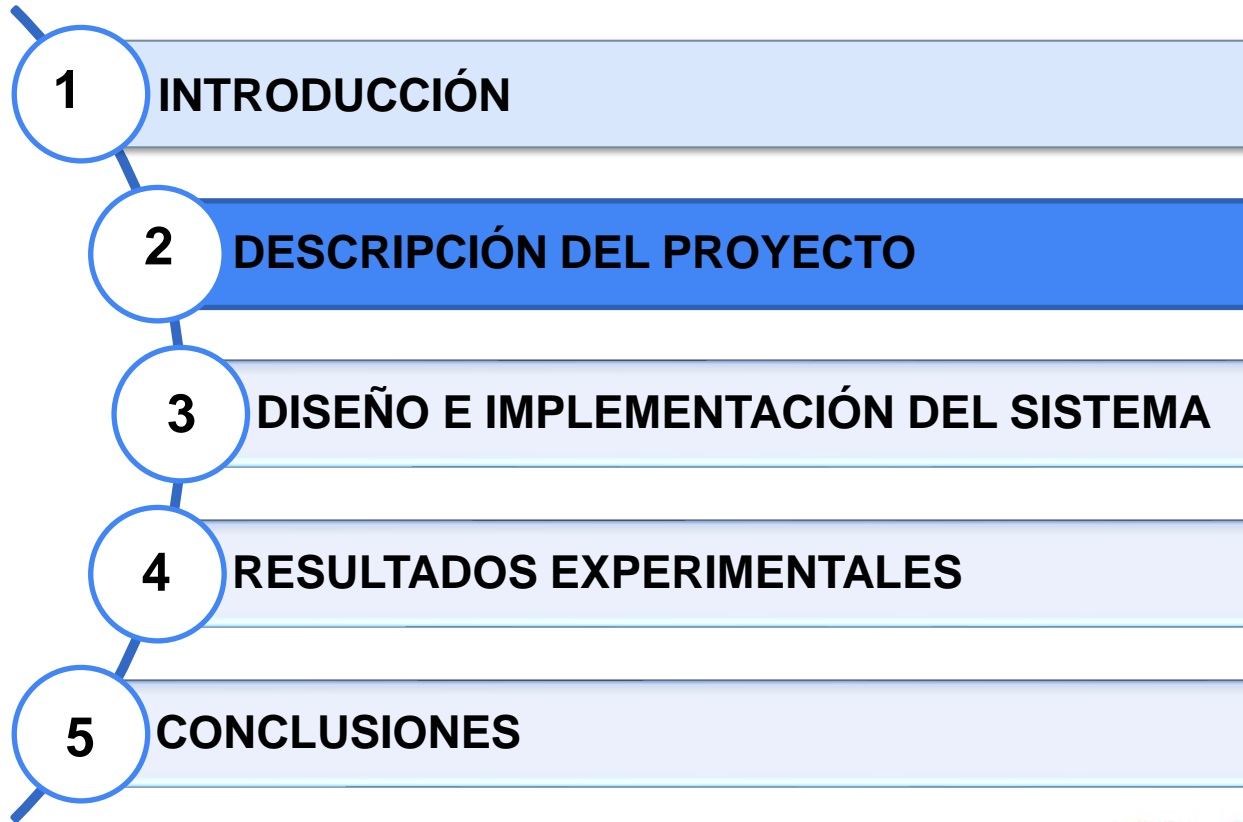 1 INTRODUCCIÓN
2 DESCRIPCIÓN DEL PROYECTO
3 DISEÑO E IMPLEMENTACIÓN DEL SISTEMA
4 RESULTADOS EXPERIMENTALES
5 CONCLUSIONES